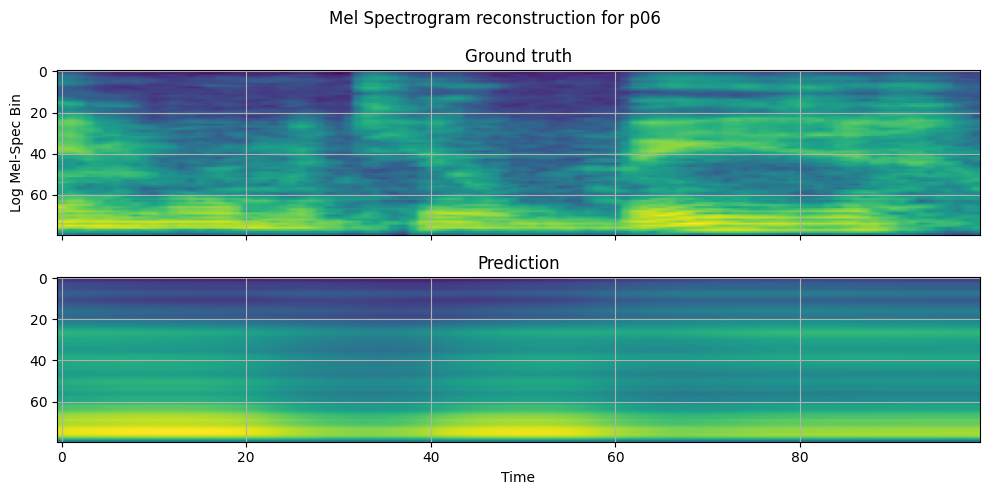 Mel Spectrogram reconstruction for p06
Ground truth
0
20
40
60
Log Mel-Spec Bin
Prediction
0
20
40
60
0 20 40 60 80
Time